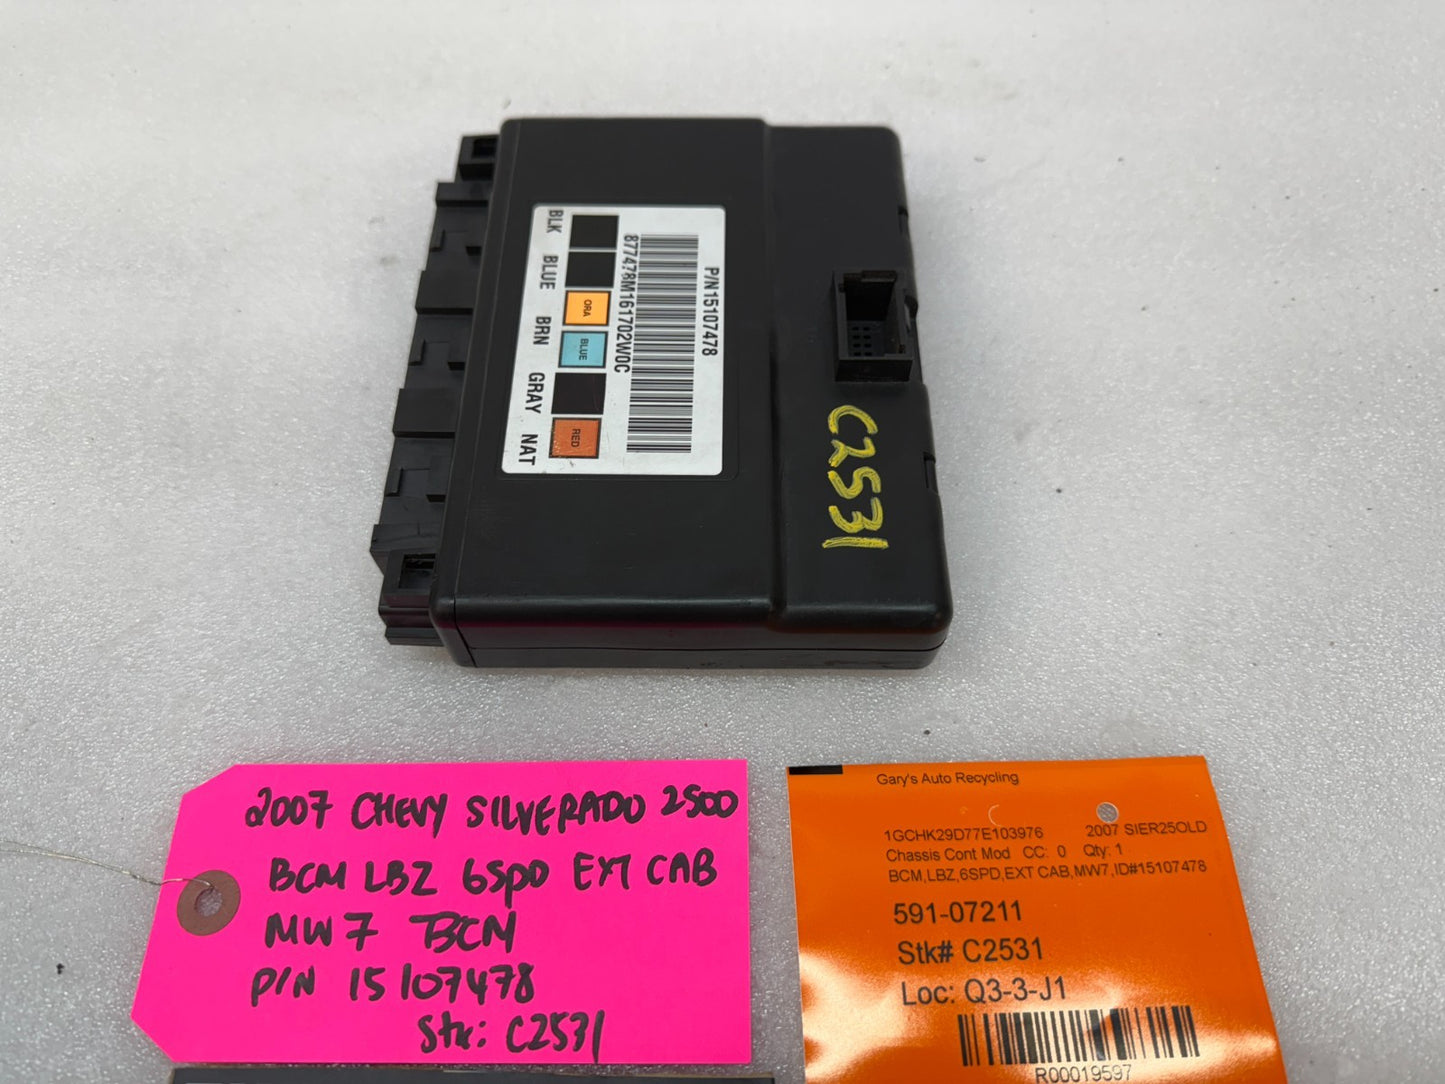 P/N15107478
877478M161702W0C
ORA
BLUE
RED
BLK
BLUE
BRN
GRAY
NAT
C2531
2007 CHEVY SILVERADO 2500
BCM LBZ 6SPD EXT CAB
MW7 BCM
P/N 15107478
Stk: C2531
Gary's Auto Recycling
1GCHK29D77E103976 2007 SIER25OLD
Chassis Cont Mod CC: 0 Qty: 1
BCM,LBZ,6SPD,EXT CAB,MW7,ID#15107478
591-07211
Stk# C2531
Loc: Q3-3-J1
R00019597